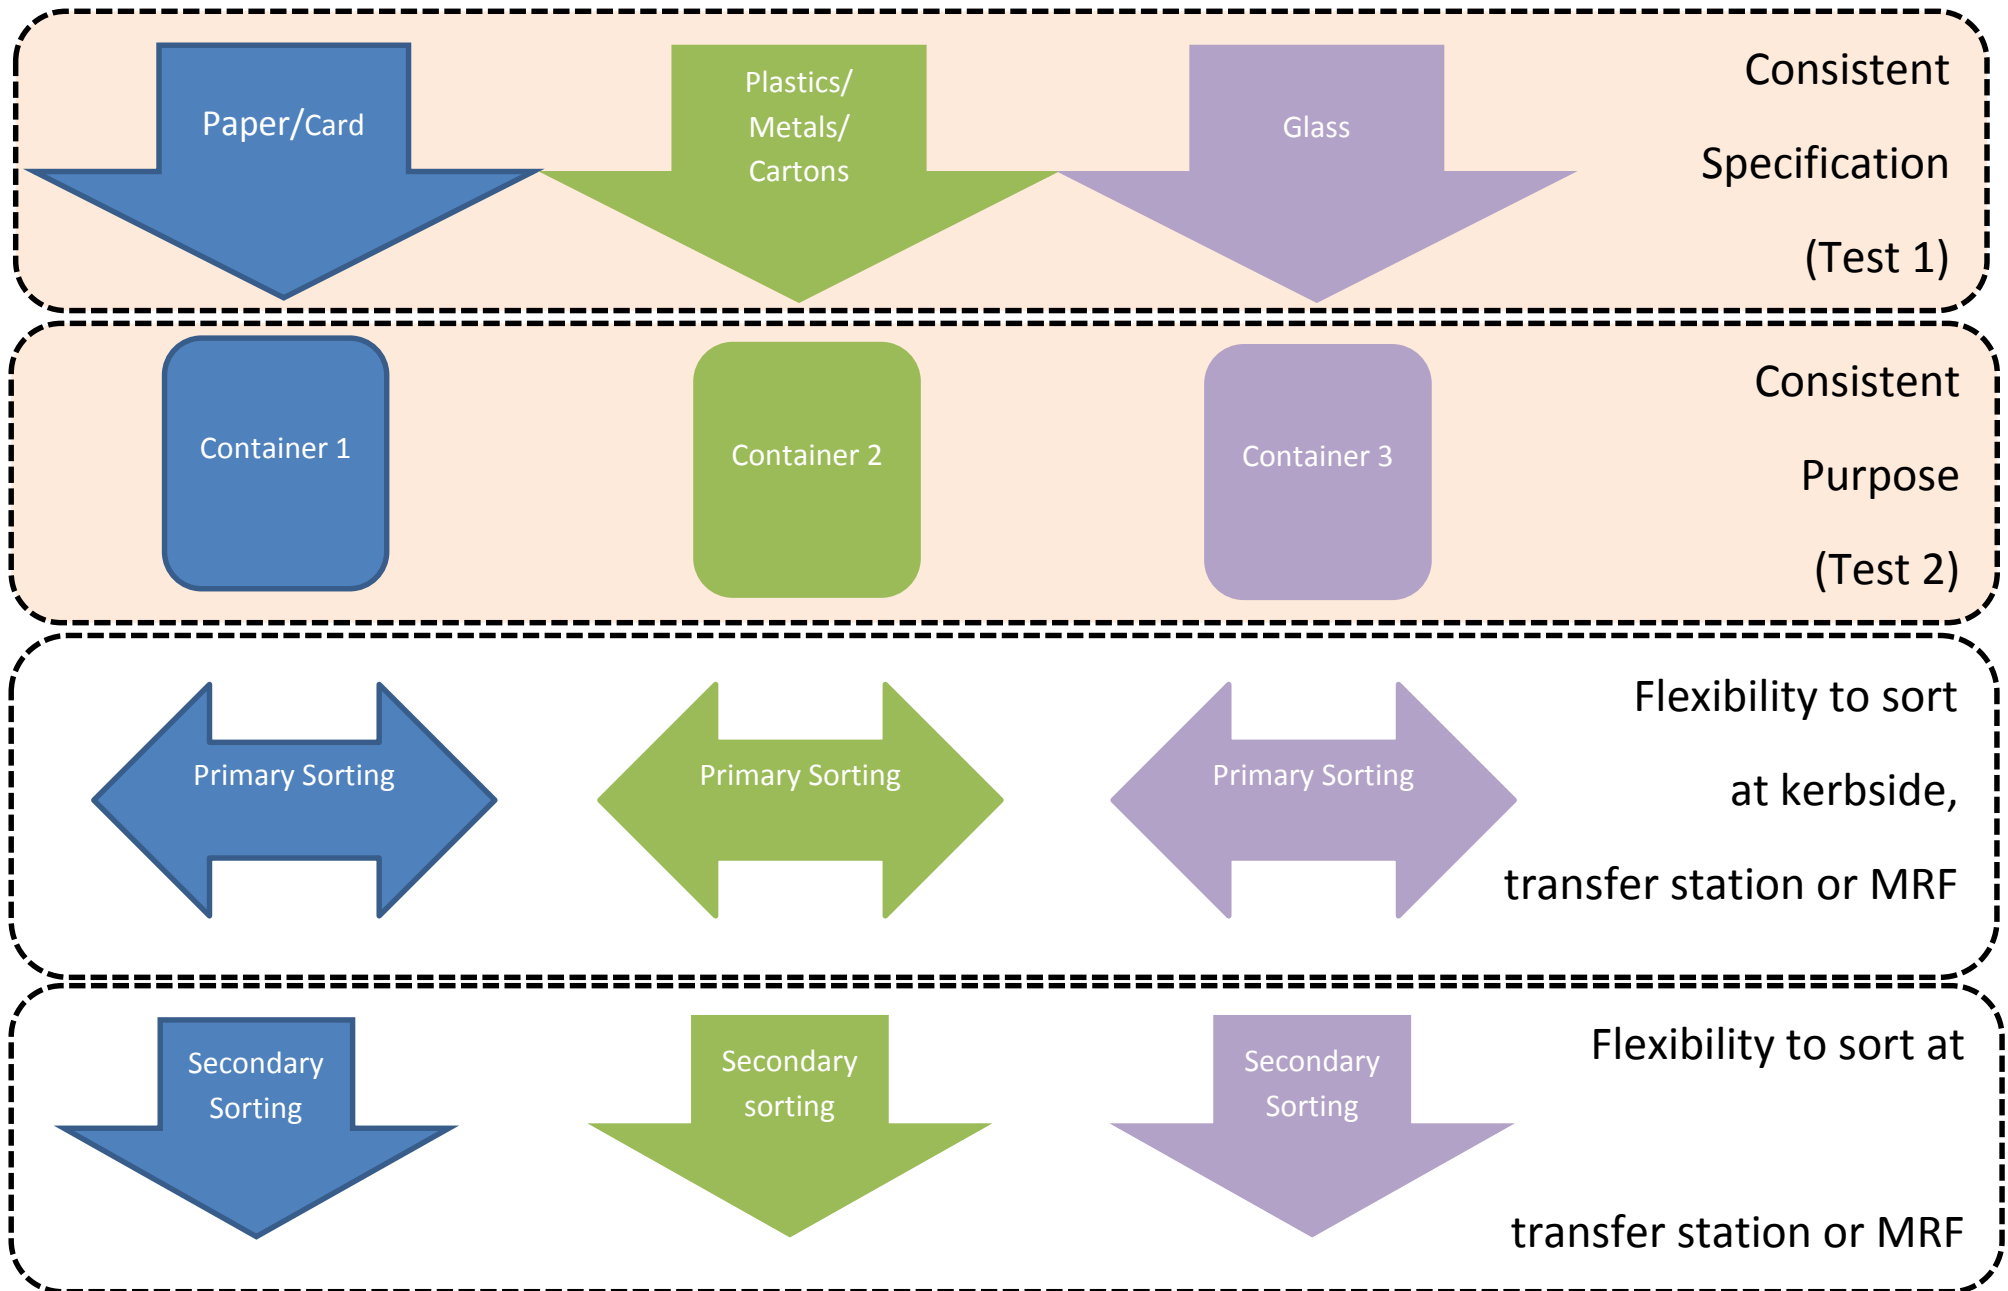 Paper/Card
Plastics/
Metals/
Cartons
Glass
Consistent
Specification
(Test 1)
Container 1
Container 2
Container 3
Consistent
Purpose
(Test 2)
Primary Sorting
Primary Sorting
Primary Sorting
Flexibility to sort
at kerbside,
transfer station or MRF
Secondary
Sorting
Secondary
sorting
Secondary
Sorting
Flexibility to sort at
transfer station or MRF